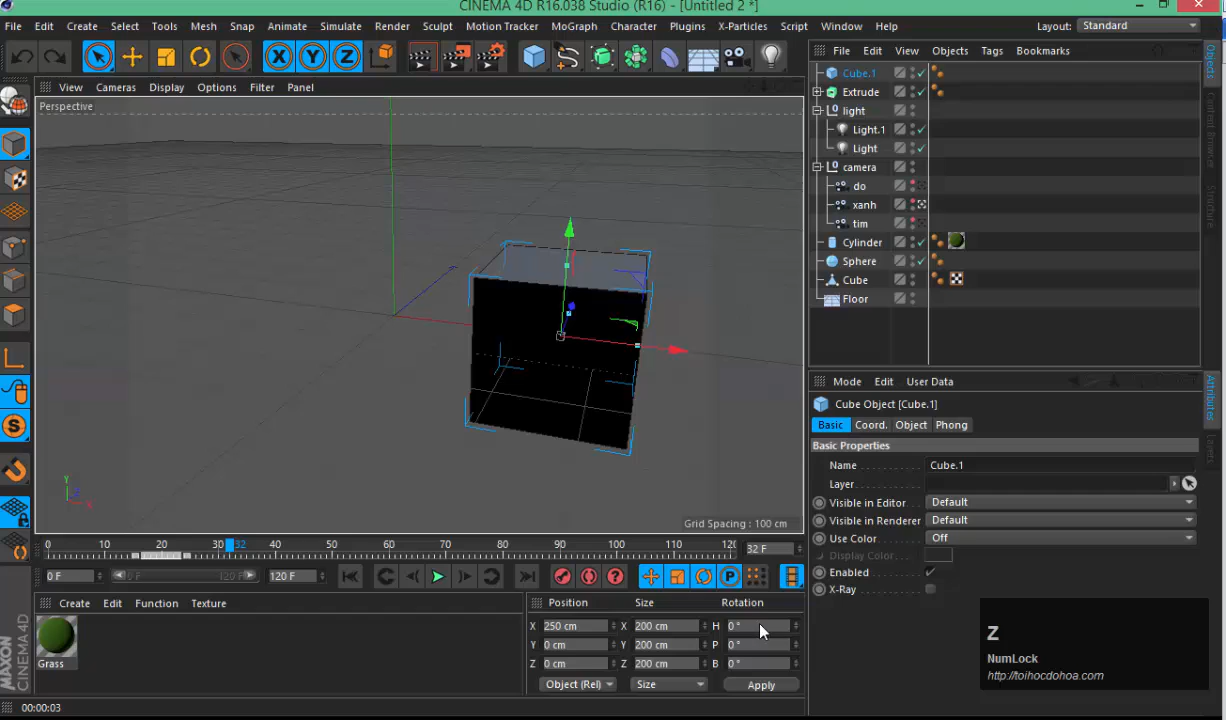 CINEMA 4D R16.038 Studio (R16) - [Untitled 2 *]
File Edit Create Select Tools Mesh Snap Animate Simulate Render Sculpt Motion Tracker MoGraph Character Plugins X-Particles Script Window Help Layout: Standard
X Y Z
File Edit View Objects Tags Bookmarks
View Cameras Display Options Filter Panel
Perspective
Cube.1
Extrude
light
Light.1
Light
camera
do
xanh
tim
Cylinder
Sphere
Cube
Floor
Objects
Content Browser
Structure
Mode Edit User Data
Cube Object [Cube.1]
Basic Coord. Object Phong
Basic Properties
Name Cube.1
Layer
Visible in Editor Default
Visible in Renderer Default
Use Color Off
Display Color
Enabled
X-Ray
Attributes
Layers
Y
Z
X
Grid Spacing : 100 cm
0 10 20 30 32 40 50 60 70 80 90 100 110 120
32 F
0 F 0 F 120 F 120 F
P
Create Edit Function Texture
Grass
Position Size Rotation
X 250 cm X 200 cm H 0 °
Y 0 cm Y 200 cm P 0 °
Z 0 cm Z 200 cm B 0 °
Object (Rel) Size Apply
MAXON CINEMA 4D
Z
NumLock
http://toihocdohoa.com
00:00:03